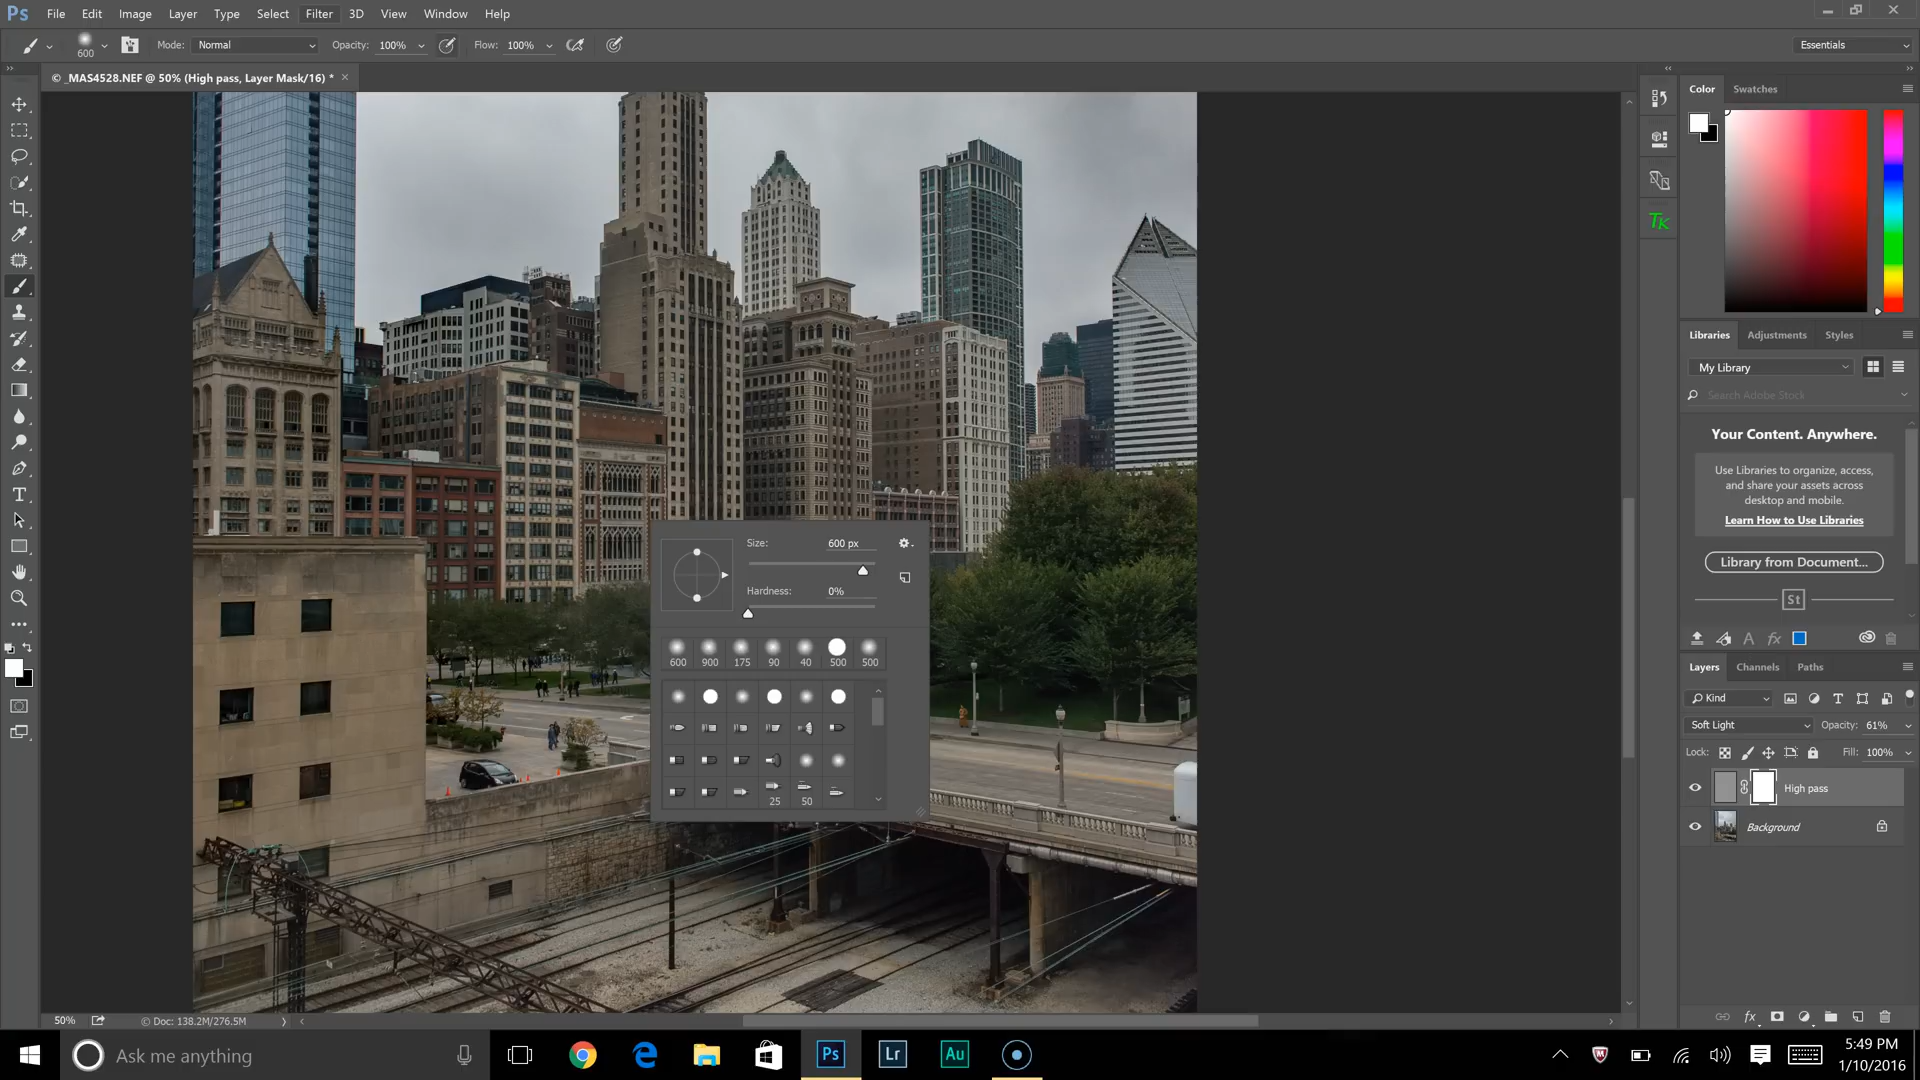 Ps File Edit Image Layer Type Select Filter 3D View Window Help
600 Mode: Normal Opacity: 100% Flow: 100% Essentials
© _MAS4528.NEF @ 50% (High pass, Layer Mask/16) * ×
Color Swatches
TK
Libraries Adjustments Styles
My Library
Search Adobe Stock
Your Content. Anywhere.
Use Libraries to organize, access,
and share your assets across
desktop and mobile.
Learn How to Use Libraries
Library from Document...
St
A fx
Size: 600 px
Hardness: 0%
600 900 175 90 40 500 500
25 50
Layers Channels Paths
Kind
Soft Light Opacity: 61%
Lock: Fill: 100%
High pass
Background
fx
50% © Doc: 138.2M/276.5M
Ask me anything
Ps Lr Au
5:49 PM
1/10/2016